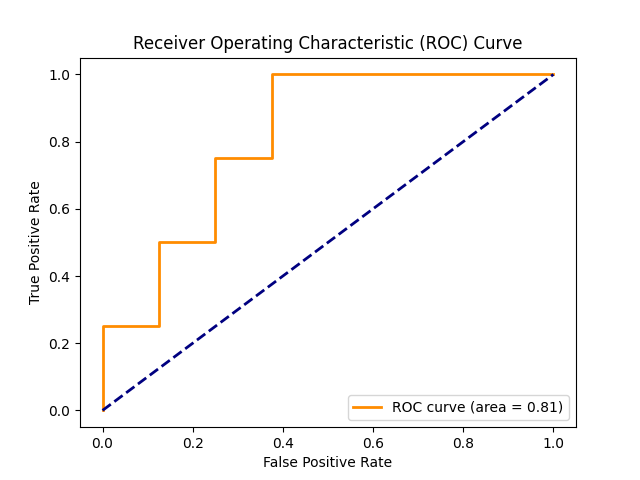 Receiver Operating Characteristic (ROC) Curve
True Positive Rate
1.0
0.8
0.6
0.4
0.2
0.0
ROC curve (area = 0.81)
0.0 0.2 0.4 0.6 0.8 1.0
False Positive Rate